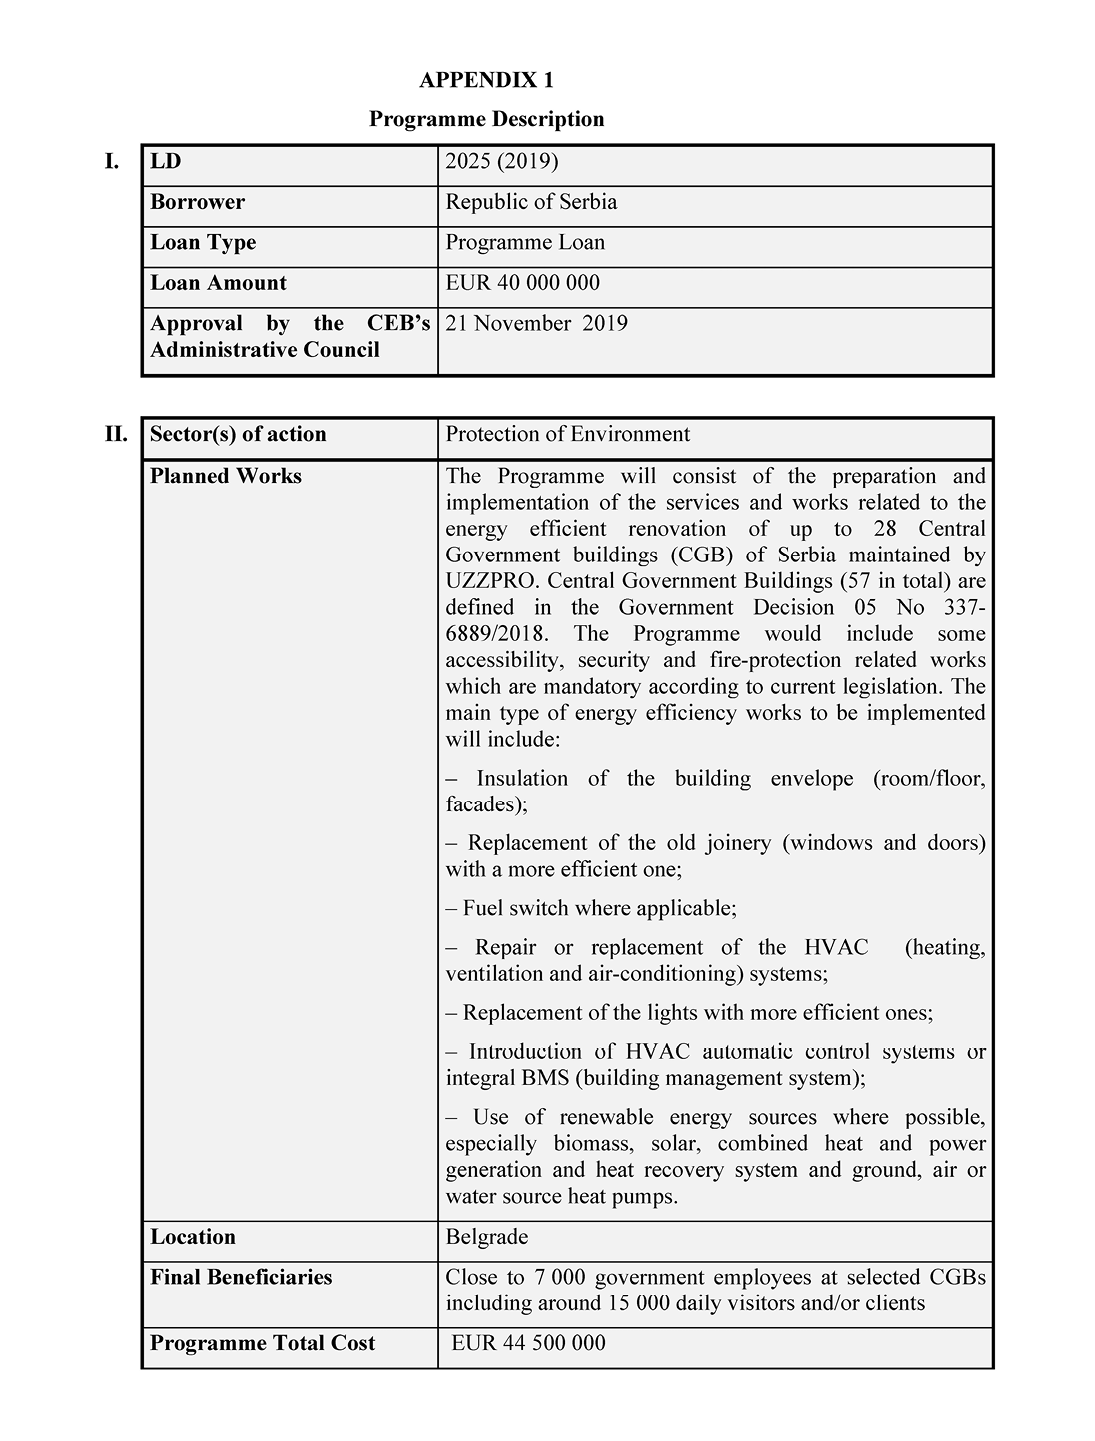 APPENDIX 1
Programme Description
I. LD 2025 (2019)
Borrower Republic of Serbia
Loan Type Programme Loan
Loan Amount EUR 40 000 000
Approval by the CEB’s 21 November 2019
Administrative Council
II. Sector(s) of action Protection of Environment
Planned Works The Programme will consist of the preparation and
implementation of the services and works related to the
energy efficient renovation of up to 28 Central
Government buildings (CGB) of Serbia maintained by
UZZPRO. Central Government Buildings (57 in total) are
defined in the Government Decision 05 No 337-
6889/2018. The Programme would include some
accessibility, security and fire-protection related works
which are mandatory according to current legislation. The
main type of energy efficiency works to be implemented
will include:
– Insulation of the building envelope (room/floor,
facades);
– Replacement of the old joinery (windows and doors)
with a more efficient one;
– Fuel switch where applicable;
– Repair or replacement of the HVAC (heating,
ventilation and air-conditioning) systems;
– Replacement of the lights with more efficient ones;
– Introduction of HVAC automatic control systems or
integral BMS (building management system);
– Use of renewable energy sources where possible,
especially biomass, solar, combined heat and power
generation and heat recovery system and ground, air or
water source heat pumps.
Location Belgrade
Final Beneficiaries Close to 7 000 government employees at selected CGBs
including around 15 000 daily visitors and/or clients
Programme Total Cost EUR 44 500 000